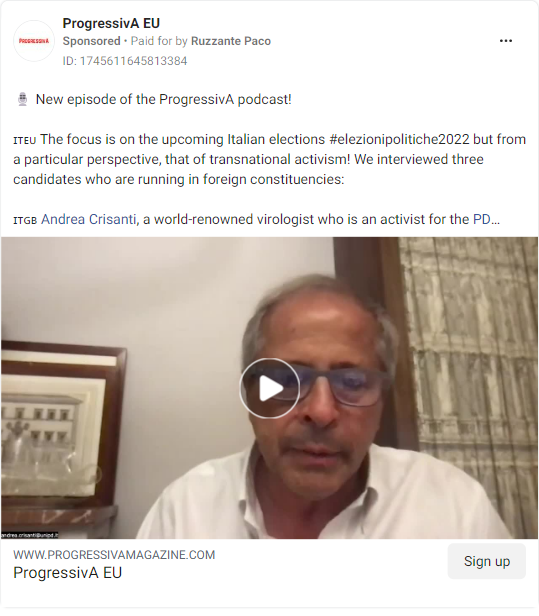 PROGRESSIVA
ProgressivA EU
Sponsored • Paid for by Ruzzante Paco
ID: 1745611645813384
🎙️ New episode of the ProgressivA podcast!
ITEU The focus is on the upcoming Italian elections #elezionipolitiche2022 but from
a particular perspective, that of transnational activism! We interviewed three
candidates who are running in foreign constituencies:
ITGB Andrea Crisanti, a world-renowned virologist who is an activist for the PD...
andrea.crisanti@unipd.it
WWW.PROGRESSIVAMAGAZINE.COM
ProgressivA EU
Sign up